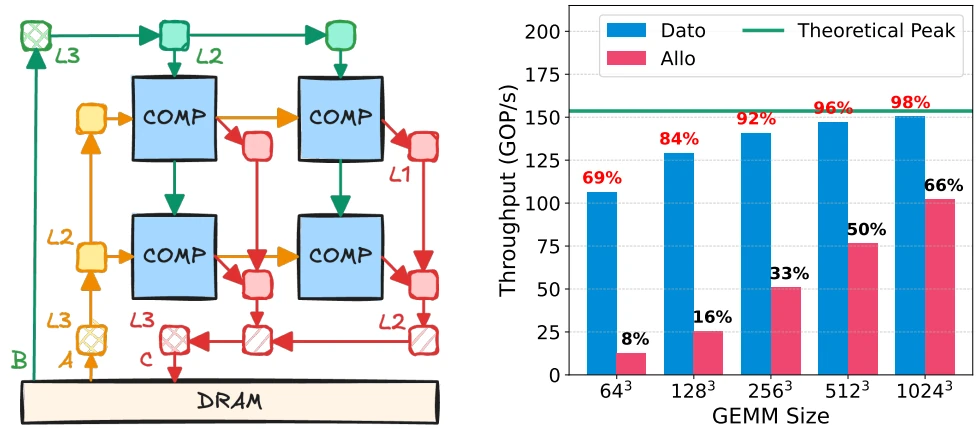 L3
L2
COMP
COMP
L1
L2
COMP
COMP
L3
L3
L2
B
A
C
DRAM
Throughput (GOP/s)
200
175
150
125
100
75
50
25
0
Dato
Allo
Theoretical Peak
69%
84%
92%
96%
98%
8%
16%
33%
50%
66%
64³
128³
256³
512³
1024³
GEMM Size